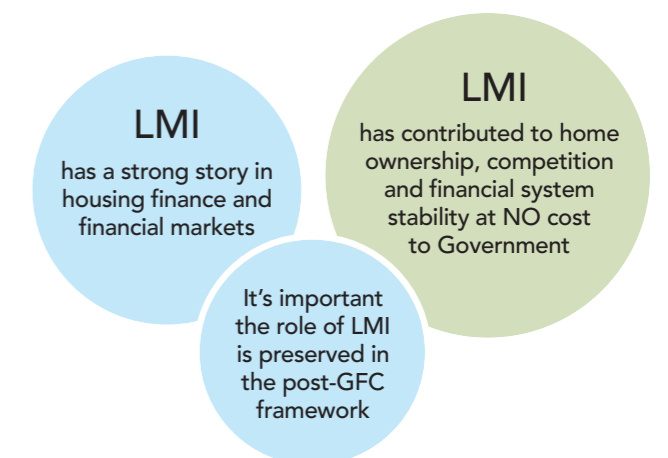 LMI
has a strong story in
housing finance and
financial markets
LMI
has contributed to home
ownership, competition
and financial system
stability at NO cost
to Government
It's important
the role of LMI
is preserved in
the post-GFC
framework